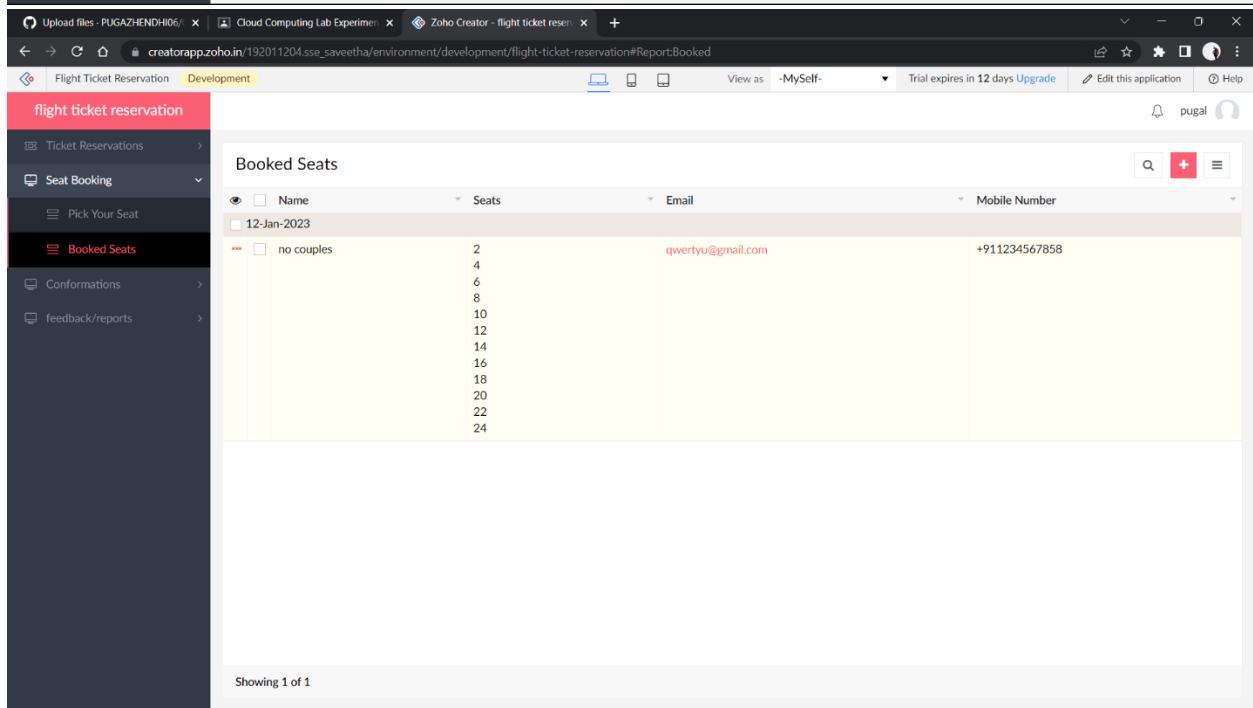 Upload files · PUGAZHENDHI06/
Cloud Computing Lab Experimen
Zoho Creator - flight ticket reserv
creatorapp.zoho.in/192011204.sse_saveetha/environment/development/flight-ticket-reservation#Report:Booked
Flight Ticket Reservation Development View as -MySelf- Trial expires in 12 days Upgrade Edit this application Help
flight ticket reservation
pugal
Ticket Reservations
Seat Booking
Pick Your Seat
Booked Seats
Conformations
feedback/reports
Booked Seats
Name Seats Email Mobile Number
12-Jan-2023
no couples 2 qwertyu@gmail.com +911234567858
4
6
8
10
12
14
16
18
20
22
24
Showing 1 of 1